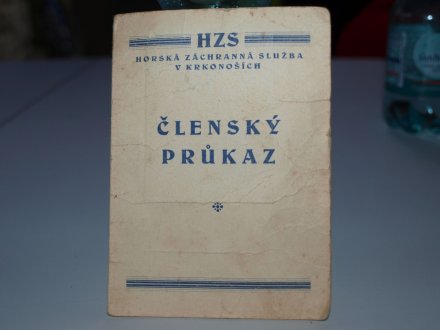 HZS
HORSKÁ ZÁCHRANNÁ SLUŽBA
V KRKONOŠÍCH
ČLENSKÝ
PRŮKAZ